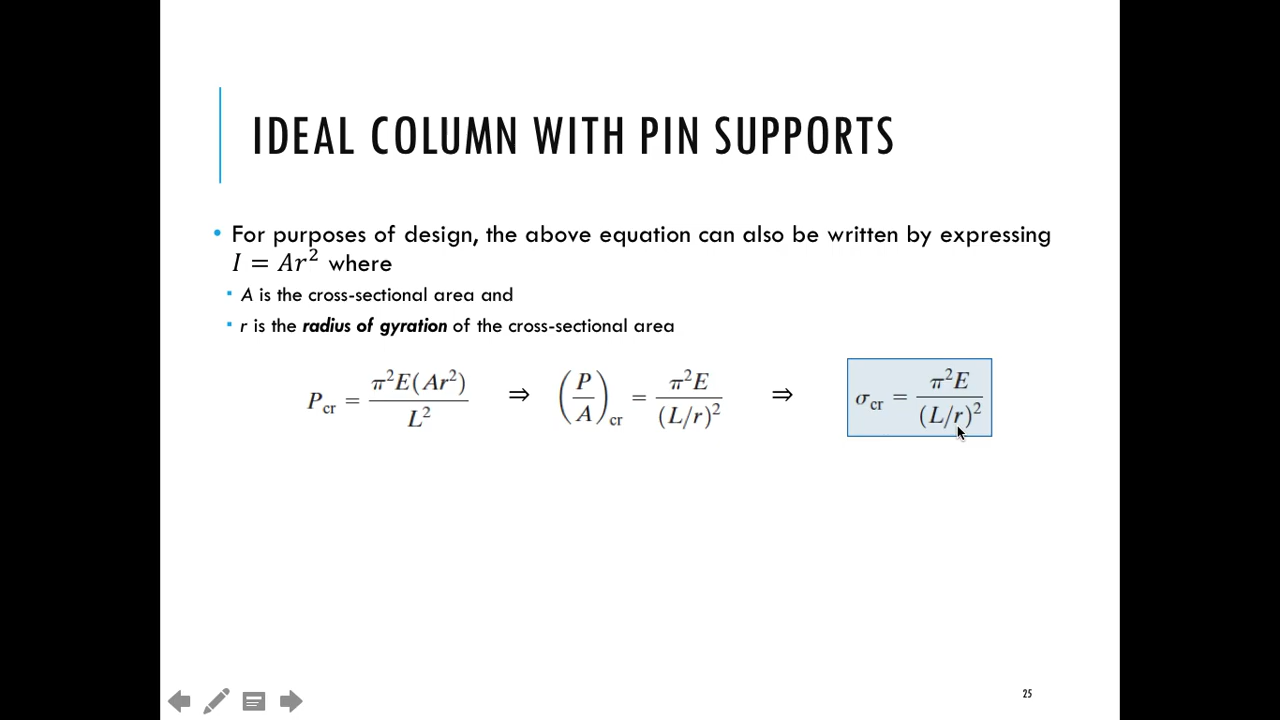 IDEAL COLUMN WITH PIN SUPPORTS
• For purposes of design, the above equation can also be written by expressing
I = Ar² where
▪ A is the cross-sectional area and
▪ r is the radius of gyration of the cross-sectional area
P_cr = π²E(Ar²) / L² ⇒ (P/A)_cr = π²E / (L/r)² ⇒ σ_cr = π²E / (L/r)²
25